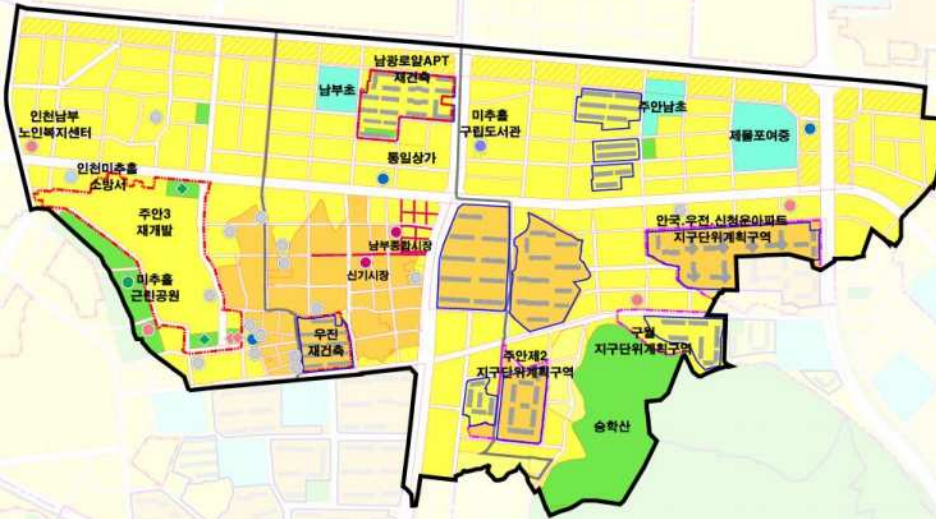 남광로얄APT
재건축
남부초
인천남부
노인복지센터
미추홀
구립도서관
주안남초
제물포여중
통일상가
인천미추홀
소방서
주안3
재개발
안국.우전.신청운아파트
지구단위계획구역
남부종합시장
신기시장
미추홀
근린공원
우진
재건축
구월
지구단위계획구역
주안제2
지구단위계획구역
승학산